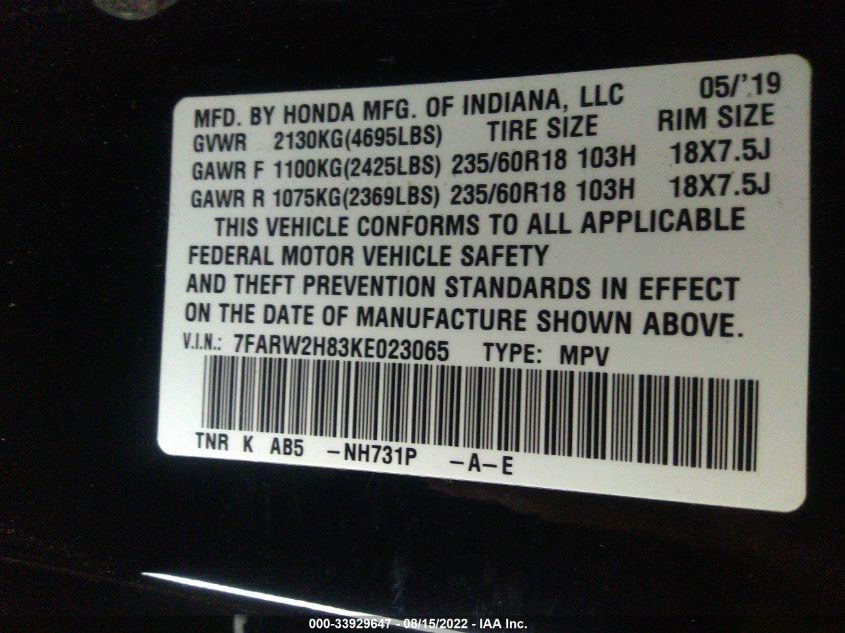 MFD. BY HONDA MFG. OF INDIANA, LLC 05/'19
GVWR 2130KG(4695LBS) TIRE SIZE RIM SIZE
GAWR F 1100KG(2425LBS) 235/60R18 103H 18X7.5J
GAWR R 1075KG(2369LBS) 235/60R18 103H 18X7.5J
THIS VEHICLE CONFORMS TO ALL APPLICABLE
FEDERAL MOTOR VEHICLE SAFETY
AND THEFT PREVENTION STANDARDS IN EFFECT
ON THE DATE OF MANUFACTURE SHOWN ABOVE.
V.I.N.: 7FARW2H83KE023065 TYPE: MPV
TNR K AB5 -NH731P -A-E
000-33929647 - 08/15/2022 - IAA Inc.